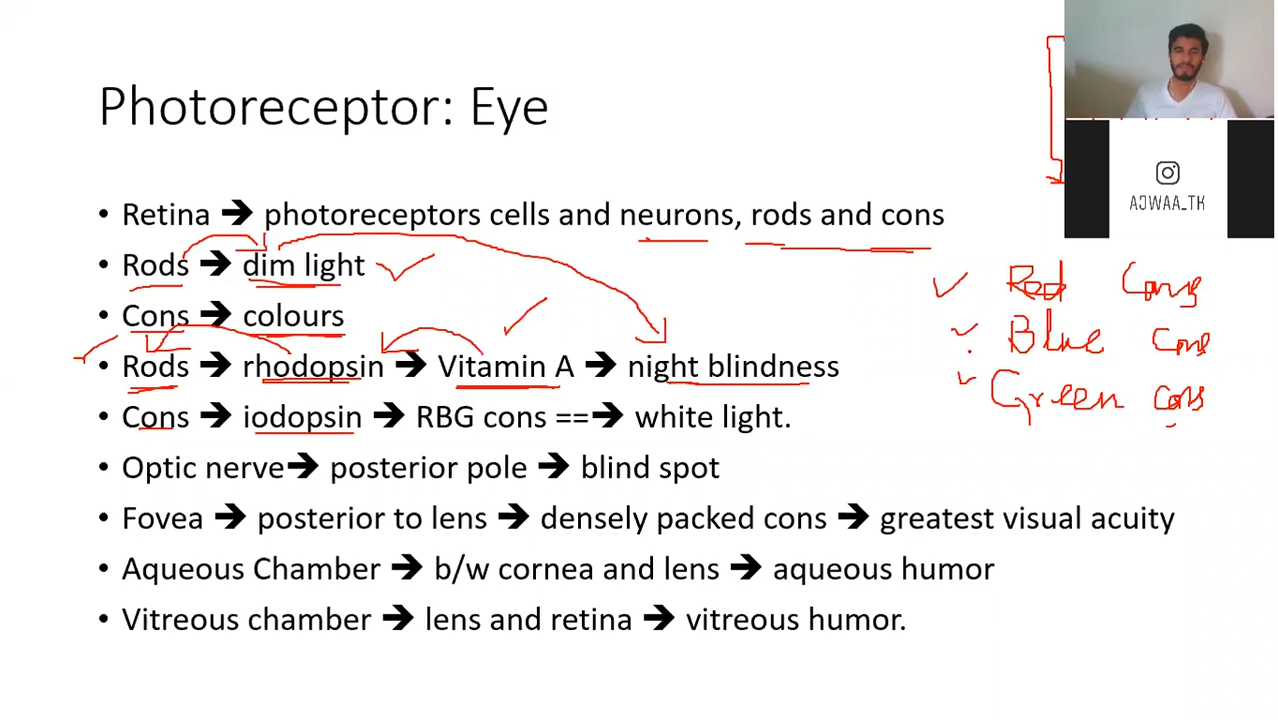 Photoreceptor: Eye
• Retina 🡺 photoreceptors cells and neurons, rods and cons
• Rods 🡺 dim light
• Cons 🡺 colours
• Rods 🡺 rhodopsin 🡺 Vitamin A 🡺 night blindness
• Cons 🡺 iodopsin 🡺 RBG cons ==🡺 white light.
• Optic nerve🡺 posterior pole 🡺 blind spot
• Fovea 🡺 posterior to lens 🡺 densely packed cons 🡺 greatest visual acuity
• Aqueous Chamber 🡺 b/w cornea and lens 🡺 aqueous humor
• Vitreous chamber 🡺 lens and retina 🡺 vitreous humor.
AJWAA_TK
Red Cons
Blue Cons
Green cons